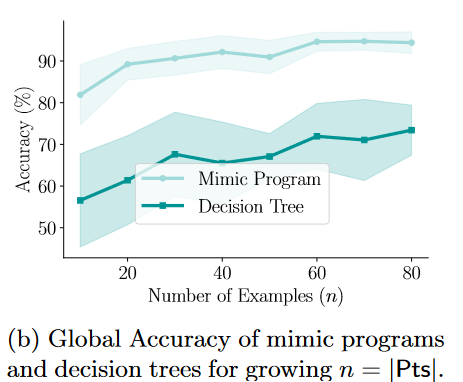 90
80
70
60
50
Accuracy (%)
Mimic Program
Decision Tree
20 40 60 80
Number of Examples (n)
(b) Global Accuracy of mimic programs
and decision trees for growing n = |Pts|.